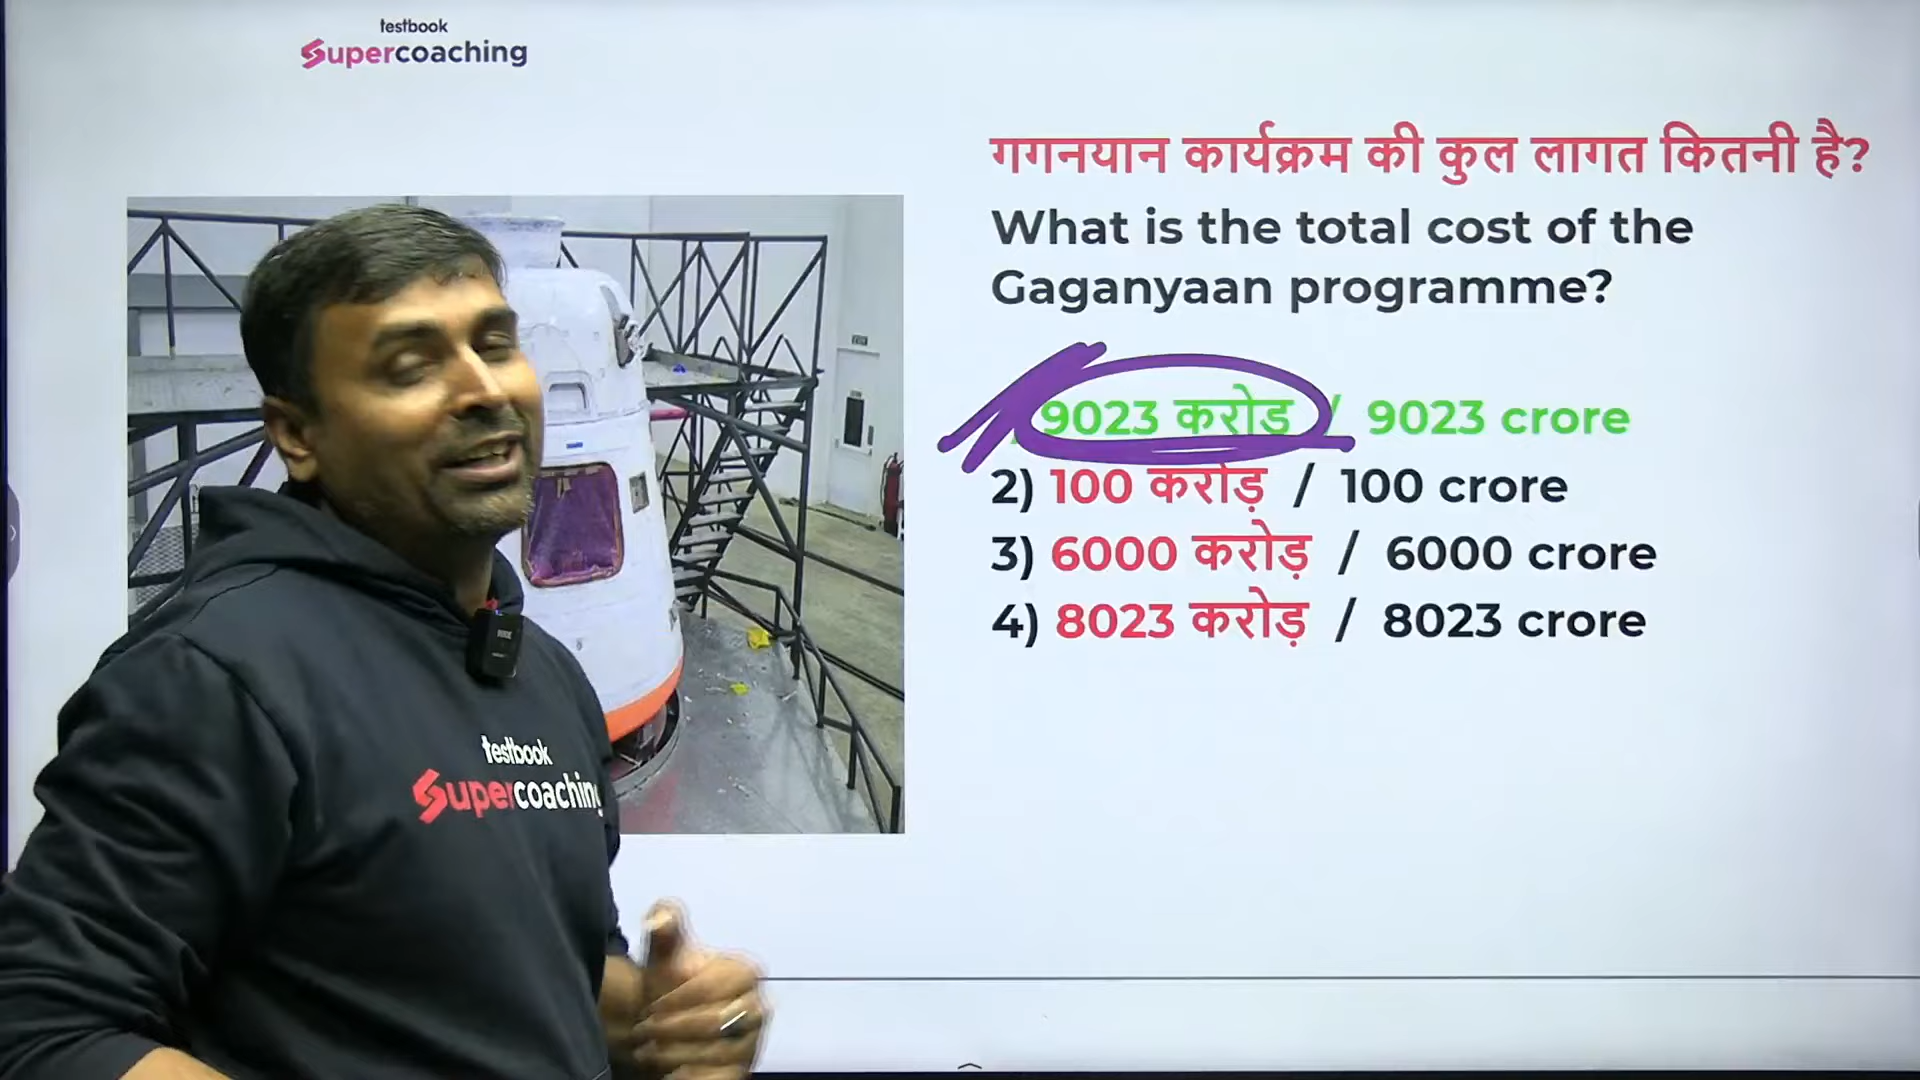 testbook
Supercoaching
गगनयान कार्यक्रम की कुल लागत कितनी है?
What is the total cost of the
Gaganyaan programme?
9023 करोड़ / 9023 crore
2) 100 करोड़ / 100 crore
3) 6000 करोड़ / 6000 crore
4) 8023 करोड़ / 8023 crore
testbook
Supercoaching